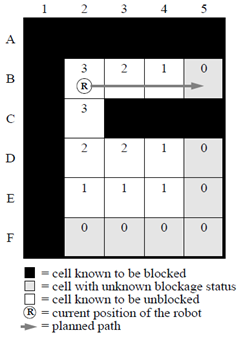 1 2 3 4 5
A
B 3 2 1 0
R
C 3
D 2 2 1 0
E 1 1 1 0
F 0 0 0 0
= cell known to be blocked
= cell with unknown blockage status
= cell known to be unblocked
R = current position of the robot
= planned path